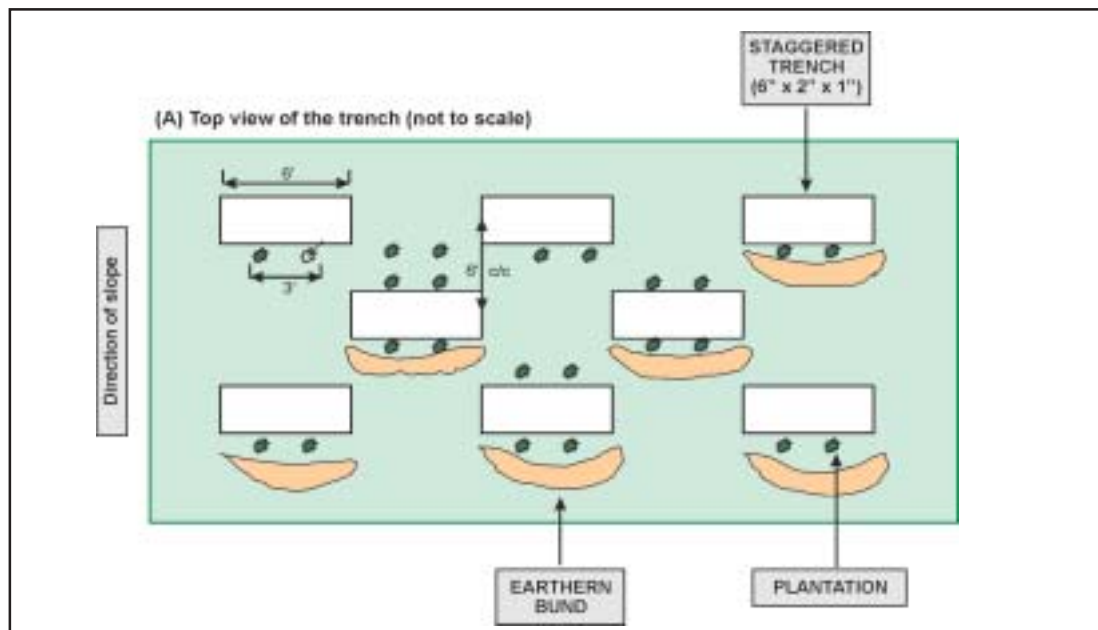 STAGGERED
TRENCH
(6" x 2" x 1")
(A) Top view of the trench (not to scale)
6'
3'
6' c/c
Direction of slope
EARTHERN
BUND
PLANTATION